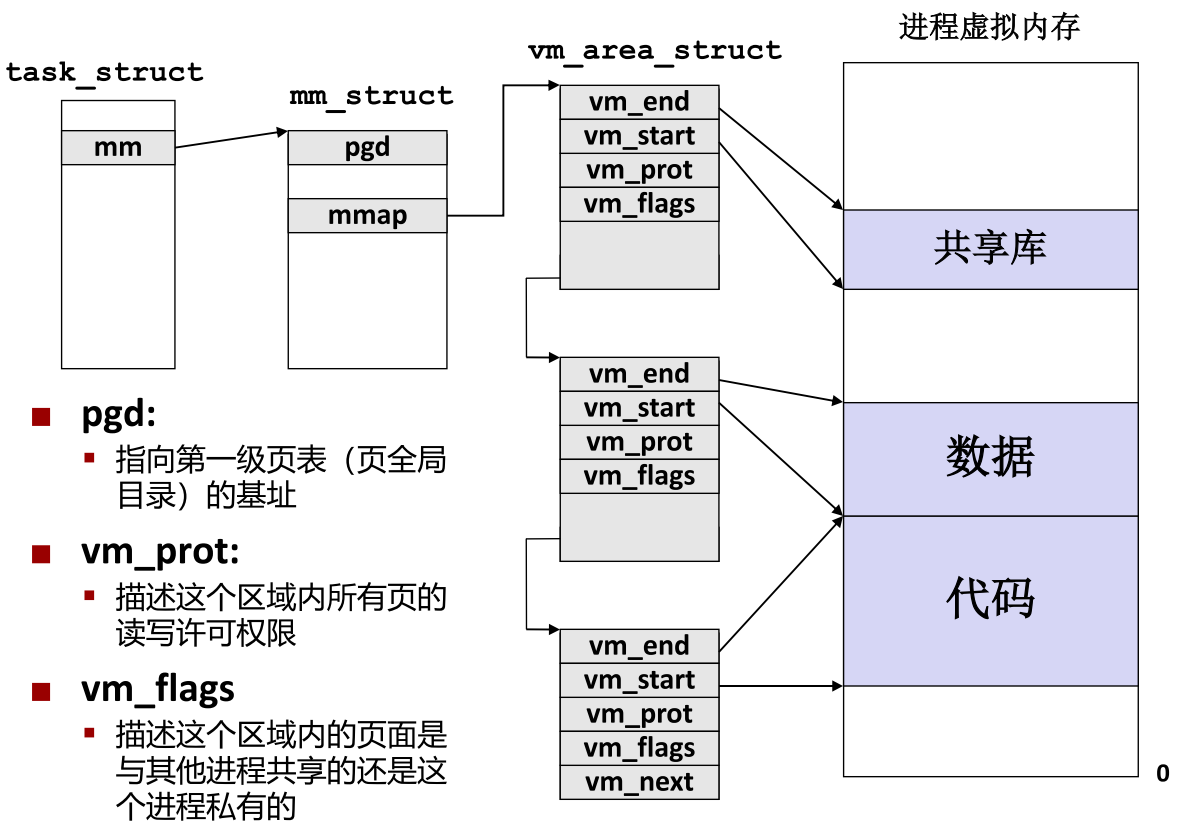 进程虚拟内存
vm_area_struct
task_struct
mm_struct
mm
pgd
mmap
vm_end
vm_start
vm_prot
vm_flags
共享库
vm_end
vm_start
vm_prot
vm_flags
数据
代码
vm_end
vm_start
vm_prot
vm_flags
vm_next
0
pgd:
指向第一级页表（页全局
目录）的基址
vm_prot:
描述这个区域内所有页的
读写许可权限
vm_flags
描述这个区域内的页面是
与其他进程共享的还是这
个进程私有的